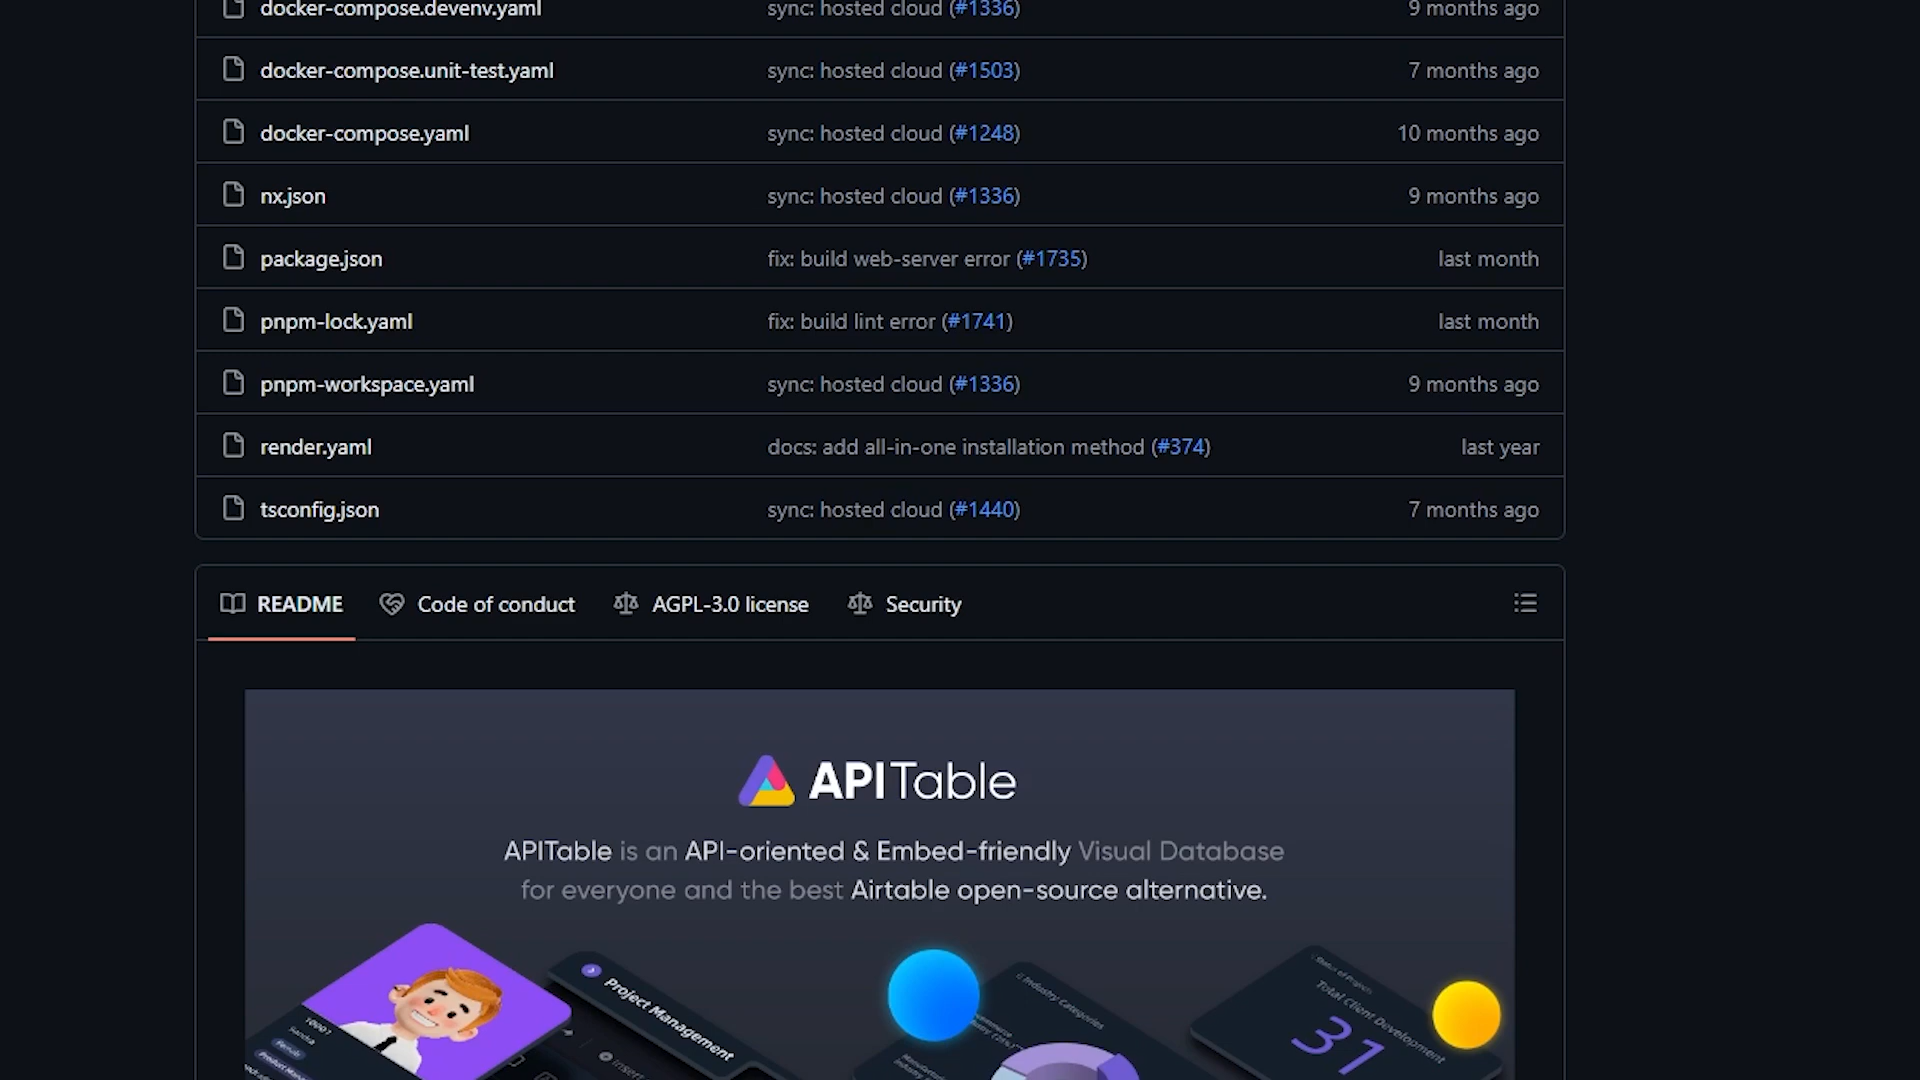 docker-compose.devenv.yaml sync: hosted cloud (#1336) 9 months ago
docker-compose.unit-test.yaml sync: hosted cloud (#1503) 7 months ago
docker-compose.yaml sync: hosted cloud (#1248) 10 months ago
nx.json sync: hosted cloud (#1336) 9 months ago
package.json fix: build web-server error (#1735) last month
pnpm-lock.yaml fix: build lint error (#1741) last month
pnpm-workspace.yaml sync: hosted cloud (#1336) 9 months ago
render.yaml docs: add all-in-one installation method (#374) last year
tsconfig.json sync: hosted cloud (#1440) 7 months ago
README Code of conduct AGPL-3.0 license Security
APITable
APITable is an API-oriented & Embed-friendly Visual Database
for everyone and the best Airtable open-source alternative.
Project Management
Industry Categories
Total Client Development
31
10001
Sandra
Female